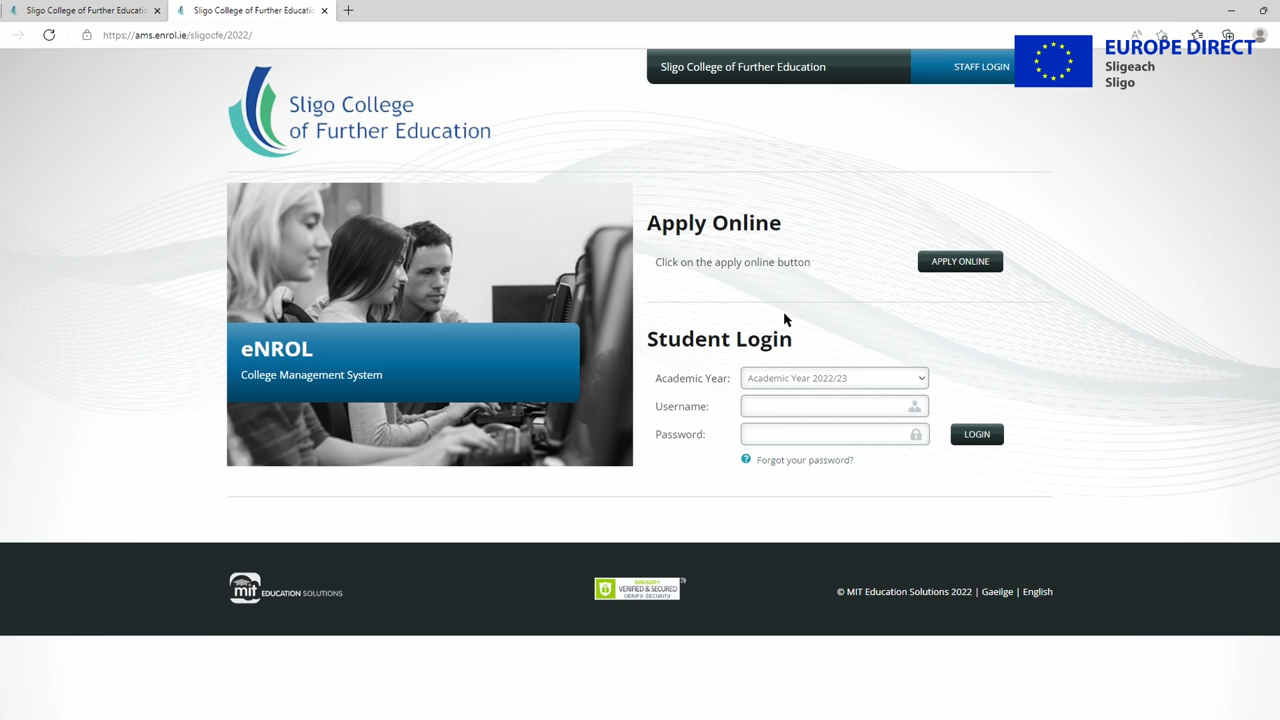 Sligo College of Further Educatio
Sligo College of Further Educatio
https://ams.enrol.ie/sligocfe/2022/
Sligo College of Further Education
STAFF LOGIN
EUROPE DIRECT
Sligeach
Sligo
Sligo College
of Further Education
Apply Online
Click on the apply online button
APPLY ONLINE
eNROL
College Management System
Student Login
Academic Year:
Academic Year 2022/23
Username:
Password:
LOGIN
Forgot your password?
mit EDUCATION SOLUTIONS
GODADDY
VERIFIED & SECURED
VERIFY SECURITY
© MIT Education Solutions 2022 | Gaeilge | English